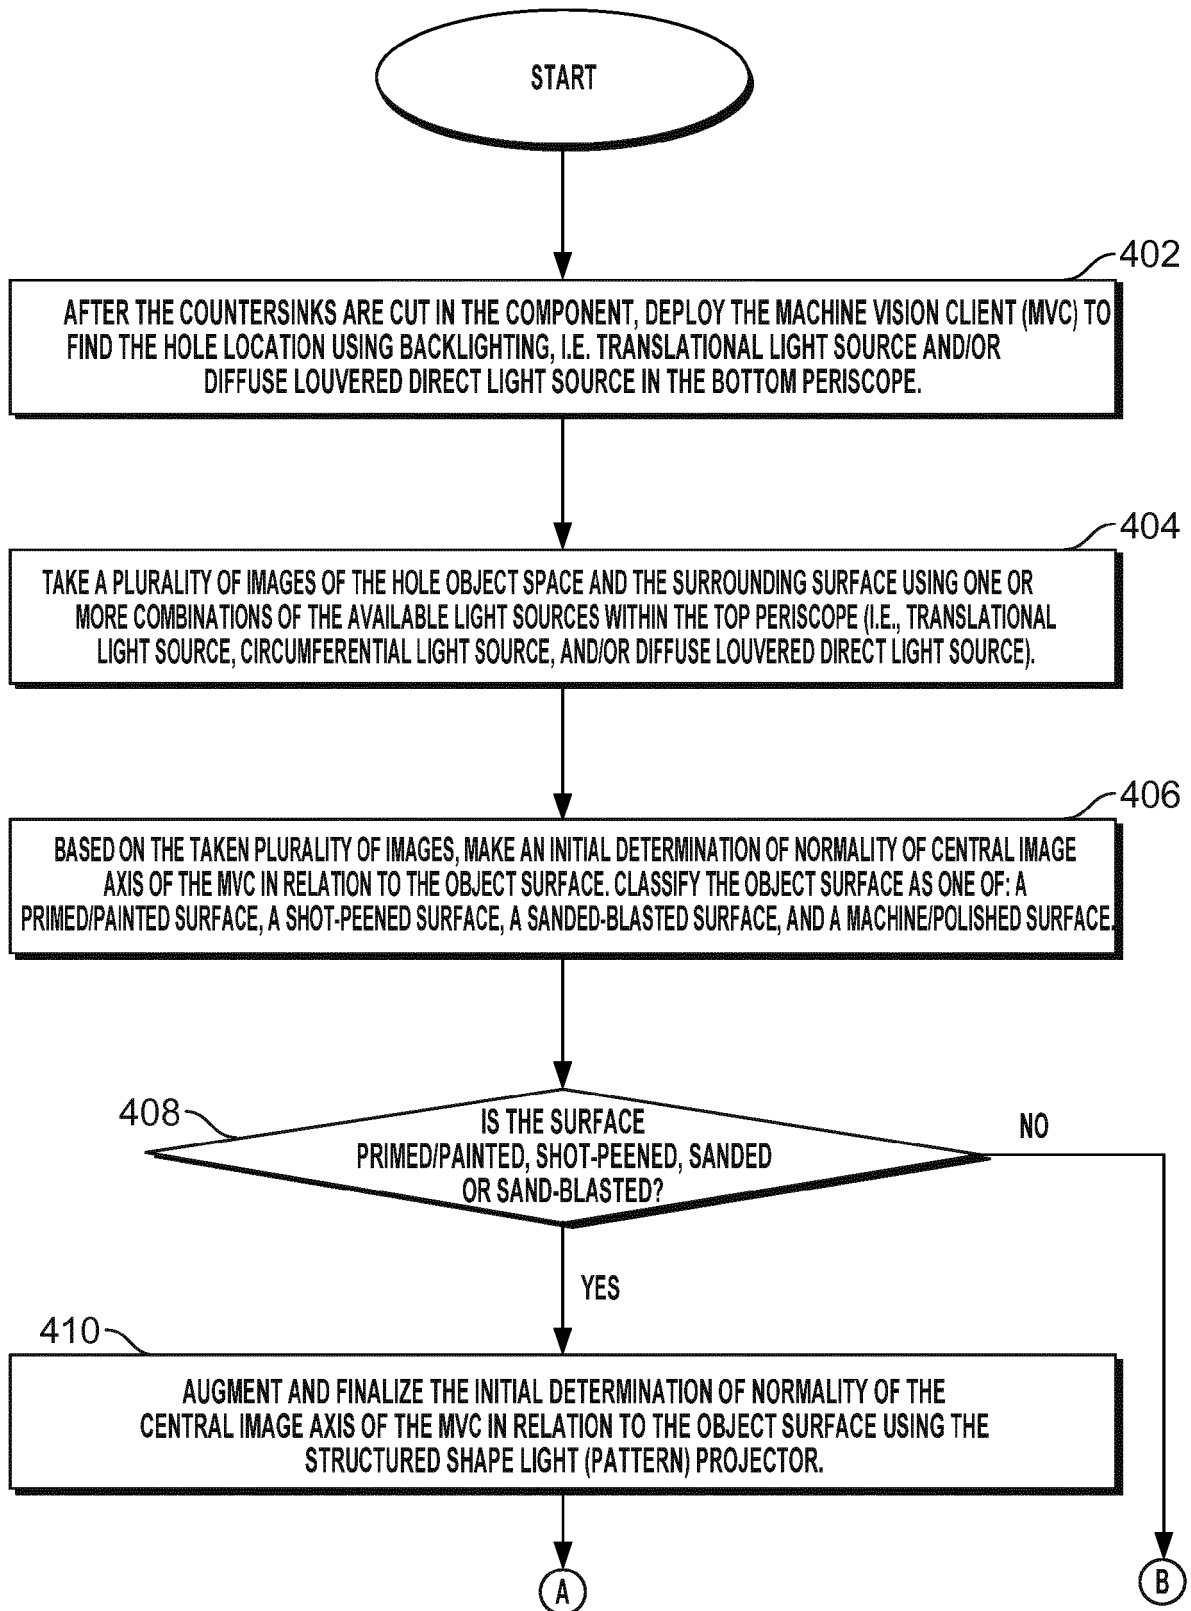 START
402
AFTER THE COUNTERSINKS ARE CUT IN THE COMPONENT, DEPLOY THE MACHINE VISION CLIENT (MVC) TO
FIND THE HOLE LOCATION USING BACKLIGHTING, I.E. TRANSLATIONAL LIGHT SOURCE AND/OR
DIFFUSE LOUVERED DIRECT LIGHT SOURCE IN THE BOTTOM PERISCOPE.
404
TAKE A PLURALITY OF IMAGES OF THE HOLE OBJECT SPACE AND THE SURROUNDING SURFACE USING ONE OR
MORE COMBINATIONS OF THE AVAILABLE LIGHT SOURCES WITHIN THE TOP PERISCOPE (I.E., TRANSLATIONAL
LIGHT SOURCE, CIRCUMFERENTIAL LIGHT SOURCE, AND/OR DIFFUSE LOUVERED DIRECT LIGHT SOURCE).
406
BASED ON THE TAKEN PLURALITY OF IMAGES, MAKE AN INITIAL DETERMINATION OF NORMALITY OF CENTRAL IMAGE
AXIS OF THE MVC IN RELATION TO THE OBJECT SURFACE. CLASSIFY THE OBJECT SURFACE AS ONE OF: A
PRIMED/PAINTED SURFACE, A SHOT-PEENED SURFACE, A SANDED-BLASTED SURFACE, AND A MACHINE/POLISHED SURFACE.
408
IS THE SURFACE
PRIMED/PAINTED, SHOT-PEENED, SANDED
OR SAND-BLASTED?
NO
YES
410
AUGMENT AND FINALIZE THE INITIAL DETERMINATION OF NORMALITY OF THE
CENTRAL IMAGE AXIS OF THE MVC IN RELATION TO THE OBJECT SURFACE USING THE
STRUCTURED SHAPE LIGHT (PATTERN) PROJECTOR.
A
B